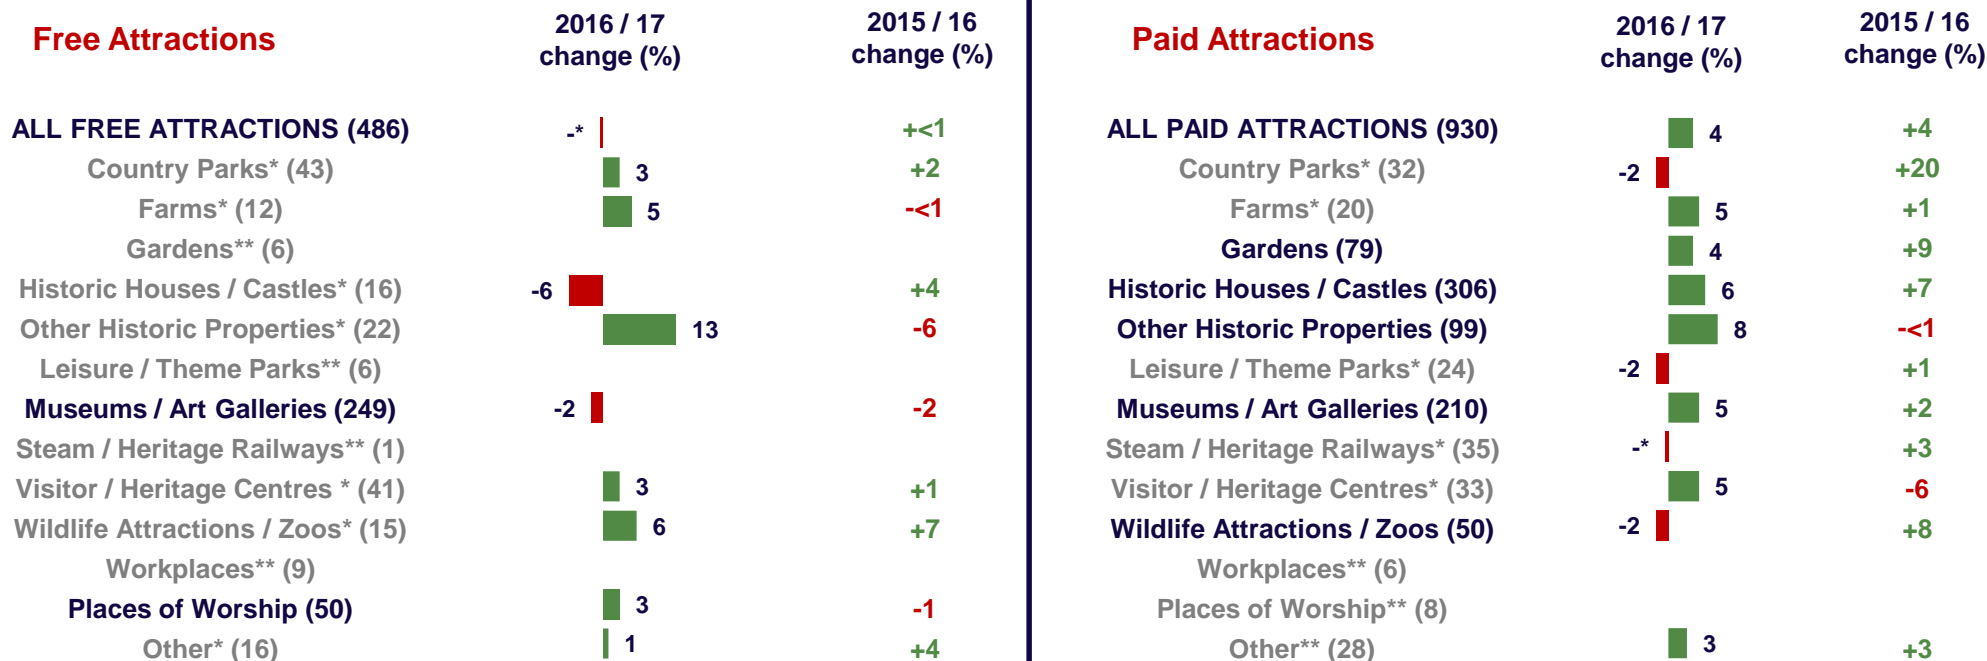 Free Attractions
2016 / 17
change (%)
2015 / 16
change (%)
ALL FREE ATTRACTIONS (486) -* +<1
Country Parks* (43) 3 +2
Farms* (12) 5 -<1
Gardens** (6)
Historic Houses / Castles* (16) -6 +4
Other Historic Properties* (22) 13 -6
Leisure / Theme Parks** (6)
Museums / Art Galleries (249) -2 -2
Steam / Heritage Railways** (1)
Visitor / Heritage Centres * (41) 3 +1
Wildlife Attractions / Zoos* (15) 6 +7
Workplaces** (9)
Places of Worship (50) 3 -1
Other* (16) 1 +4
Paid Attractions
2016 / 17
change (%)
2015 / 16
change (%)
ALL PAID ATTRACTIONS (930) 4 +4
Country Parks* (32) -2 +20
Farms* (20) 5 +1
Gardens (79) 4 +9
Historic Houses / Castles (306) 6 +7
Other Historic Properties (99) 8 -<1
Leisure / Theme Parks* (24) -2 +1
Museums / Art Galleries (210) 5 +2
Steam / Heritage Railways* (35) -* +3
Visitor / Heritage Centres* (33) 5 -6
Wildlife Attractions / Zoos (50) -2 +8
Workplaces** (6)
Places of Worship** (8)
Other** (28) 3 +3